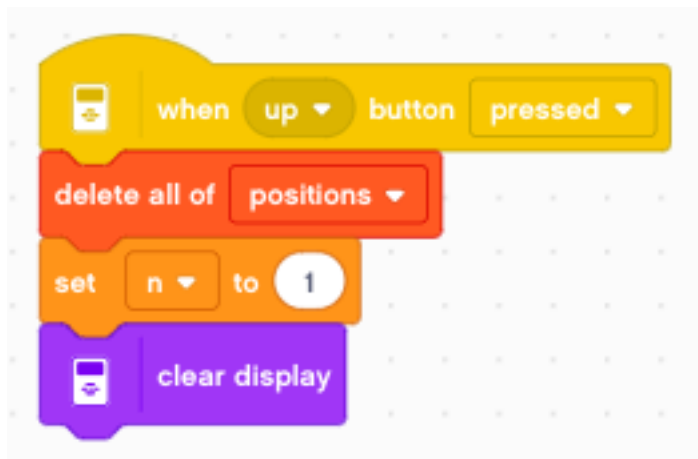 when up button pressed
delete all of positions
set n to 1
clear display